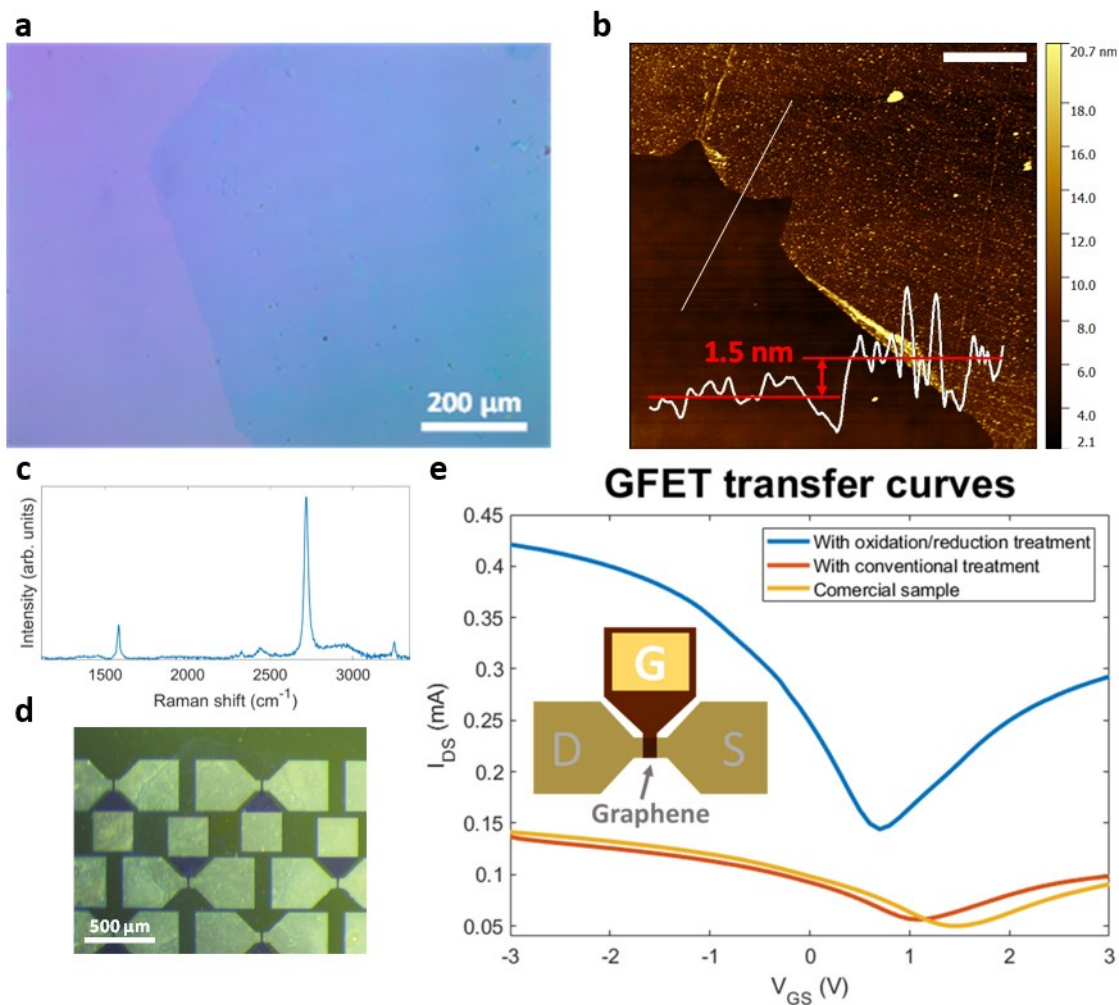 a
200 μm
b
20.7 nm
18.0
16.0
14.0
12.0
10.0
8.0
6.0
4.0
2.1
1.5 nm
c
Intensity (arb. units)
1500
2000
2500
3000
Raman shift (cm-1)
d
500 μm
e
GFET transfer curves
With oxidation/reduction treatment
With conventional treatment
Comercial sample
0.45
0.4
0.35
0.3
0.25
0.2
0.15
0.1
0.05
IDS (mA)
G
D
S
Graphene
-3
-2
-1
0
1
2
3
VGS (V)